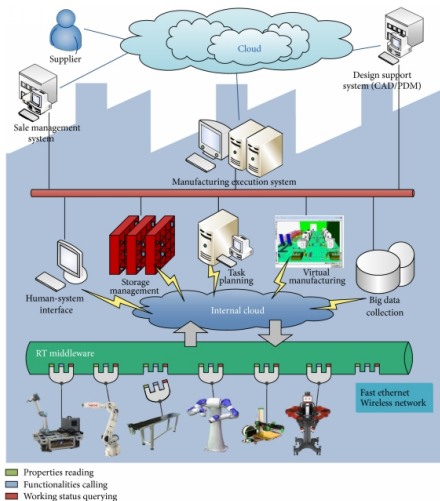 Cloud
Supplier
Design support
system (CAD/PDM)
Sale management
system
Manufacturing execution system
Storage
management
Task
planning
Virtual
manufacturing
Human-system
interface
Big data
collection
Internal cloud
RT middleware
Fast ethernet
Wireless network
Properties reading
Functionalities calling
Working status querying